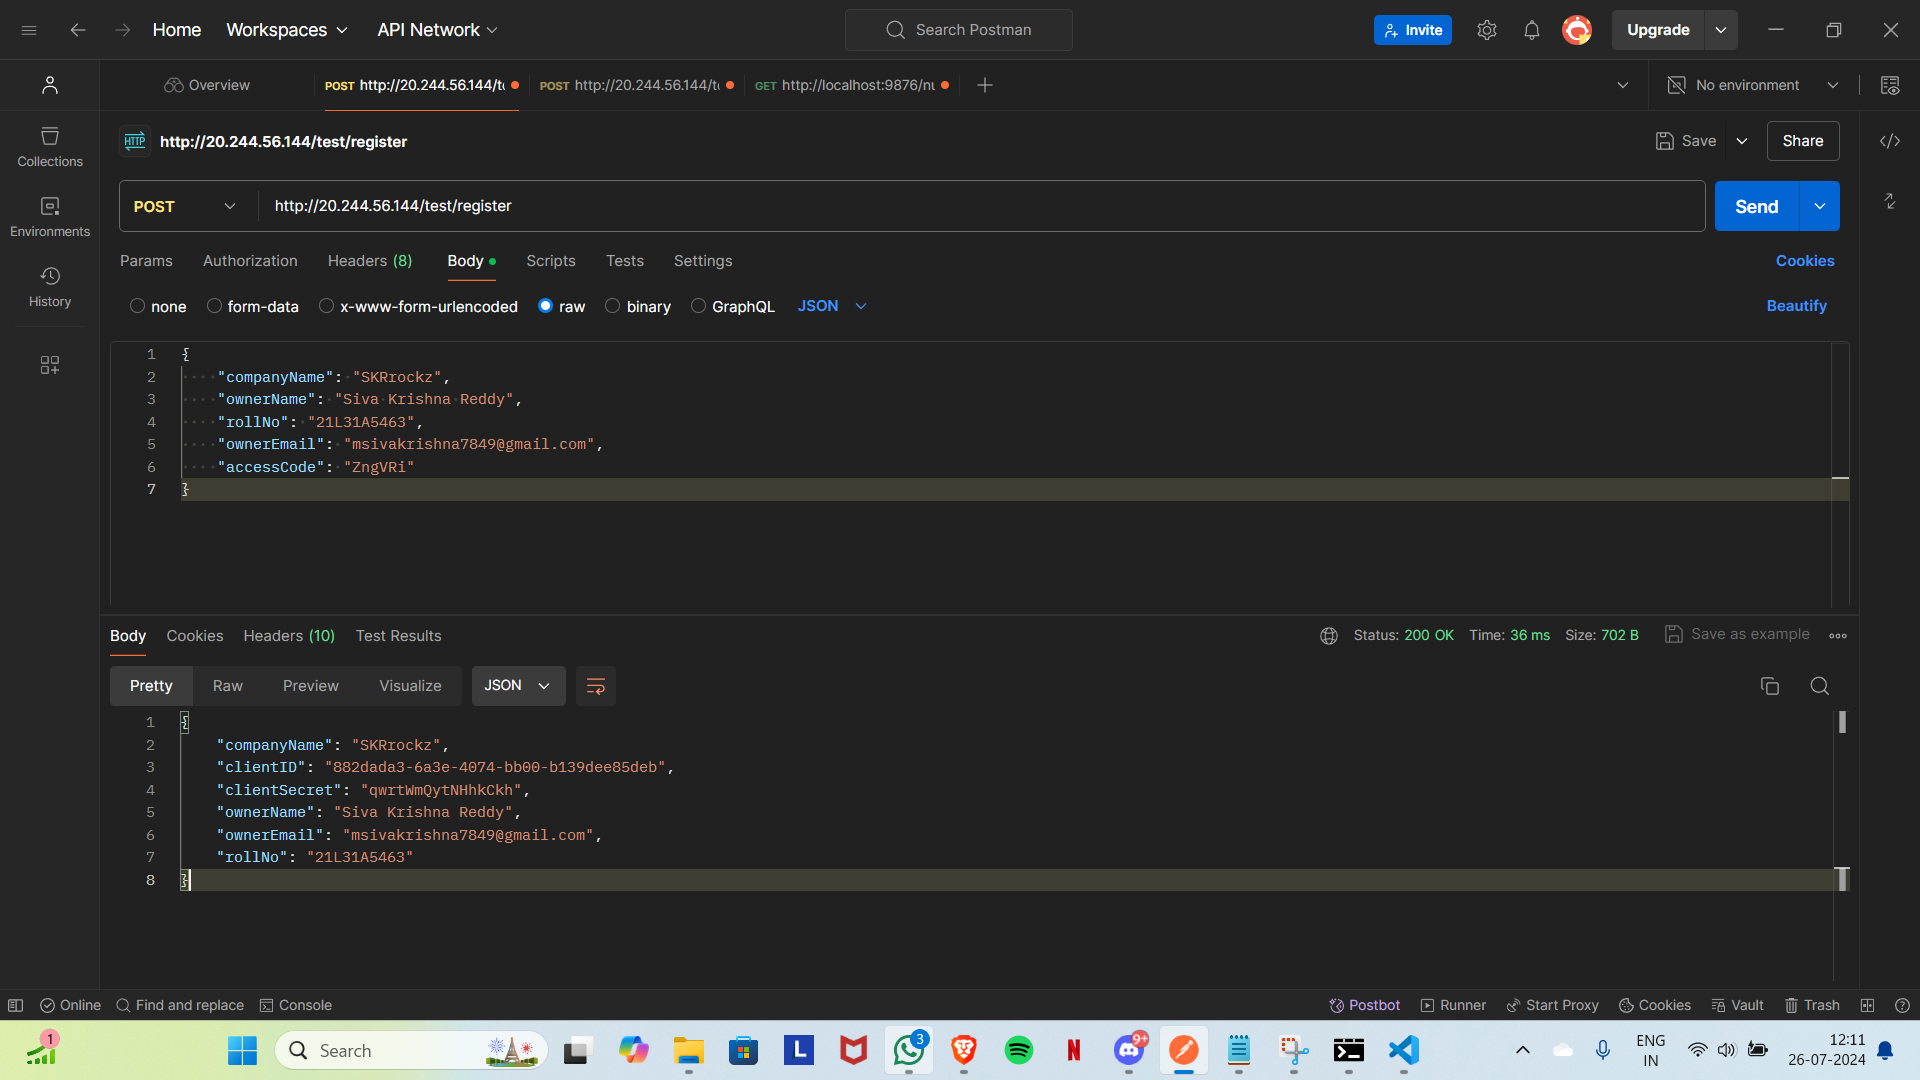 Home Workspaces API Network Search Postman Invite Upgrade
Overview POST http://20.244.56.144/te POST http://20.244.56.144/te GET http://localhost:9876/nu No environment
HTTP http://20.244.56.144/test/register Save Share
Collections
Environments
History
POST http://20.244.56.144/test/register Send
Params Authorization Headers (8) Body Scripts Tests Settings Cookies
none form-data x-www-form-urlencoded raw binary GraphQL JSON Beautify
1 {
2 "companyName": "SKRrockz",
3 "ownerName": "Siva Krishna Reddy",
4 "rollNo": "21L31A5463",
5 "ownerEmail": "msivakrishna7849@gmail.com",
6 "accessCode": "ZngVRi"
7 }
Body Cookies Headers (10) Test Results Status: 200 OK Time: 36 ms Size: 702 B Save as example
Pretty Raw Preview Visualize JSON
1 {
2 "companyName": "SKRrockz",
3 "clientID": "882dada3-6a3e-4074-bb00-b139dee85deb",
4 "clientSecret": "qwrtWmQytNHhkCkh",
5 "ownerName": "Siva Krishna Reddy",
6 "ownerEmail": "msivakrishna7849@gmail.com",
7 "rollNo": "21L31A5463"
8 }
Online Find and replace Console Postbot Runner Start Proxy Cookies Vault Trash
1 Search L 3 N 9+ ENG 12:11
IN 26-07-2024